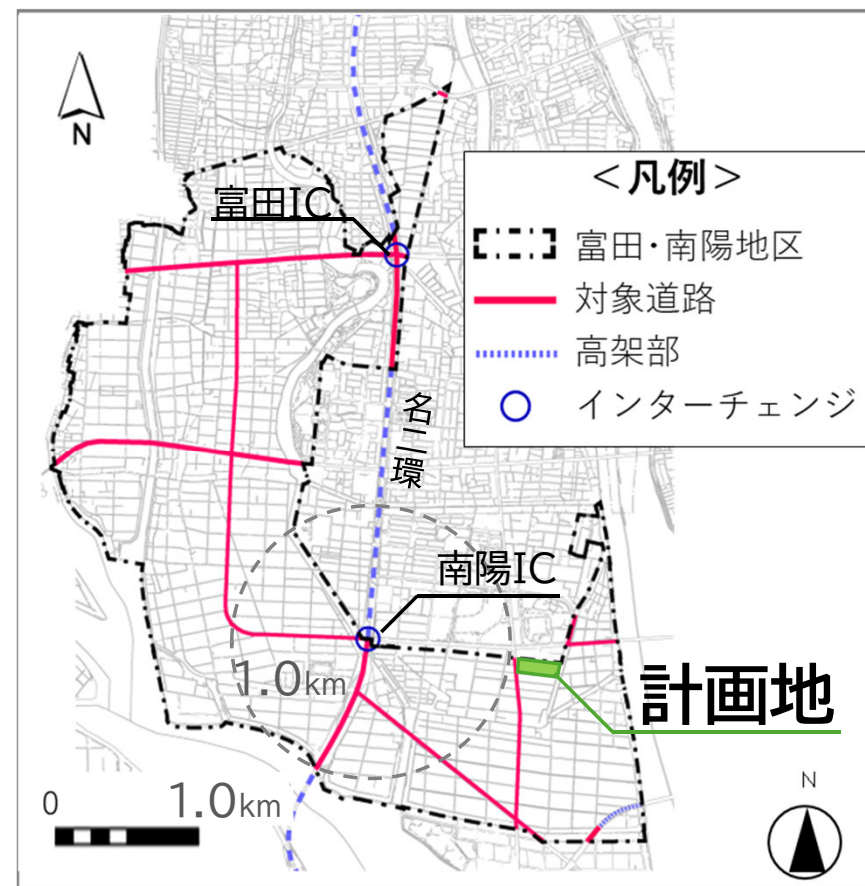 N
富田IC
<凡例>
富田・南陽地区
対象道路
高架部
インターチェンジ
名二環
南陽IC
1.0km
計画地
0
1.0km
N